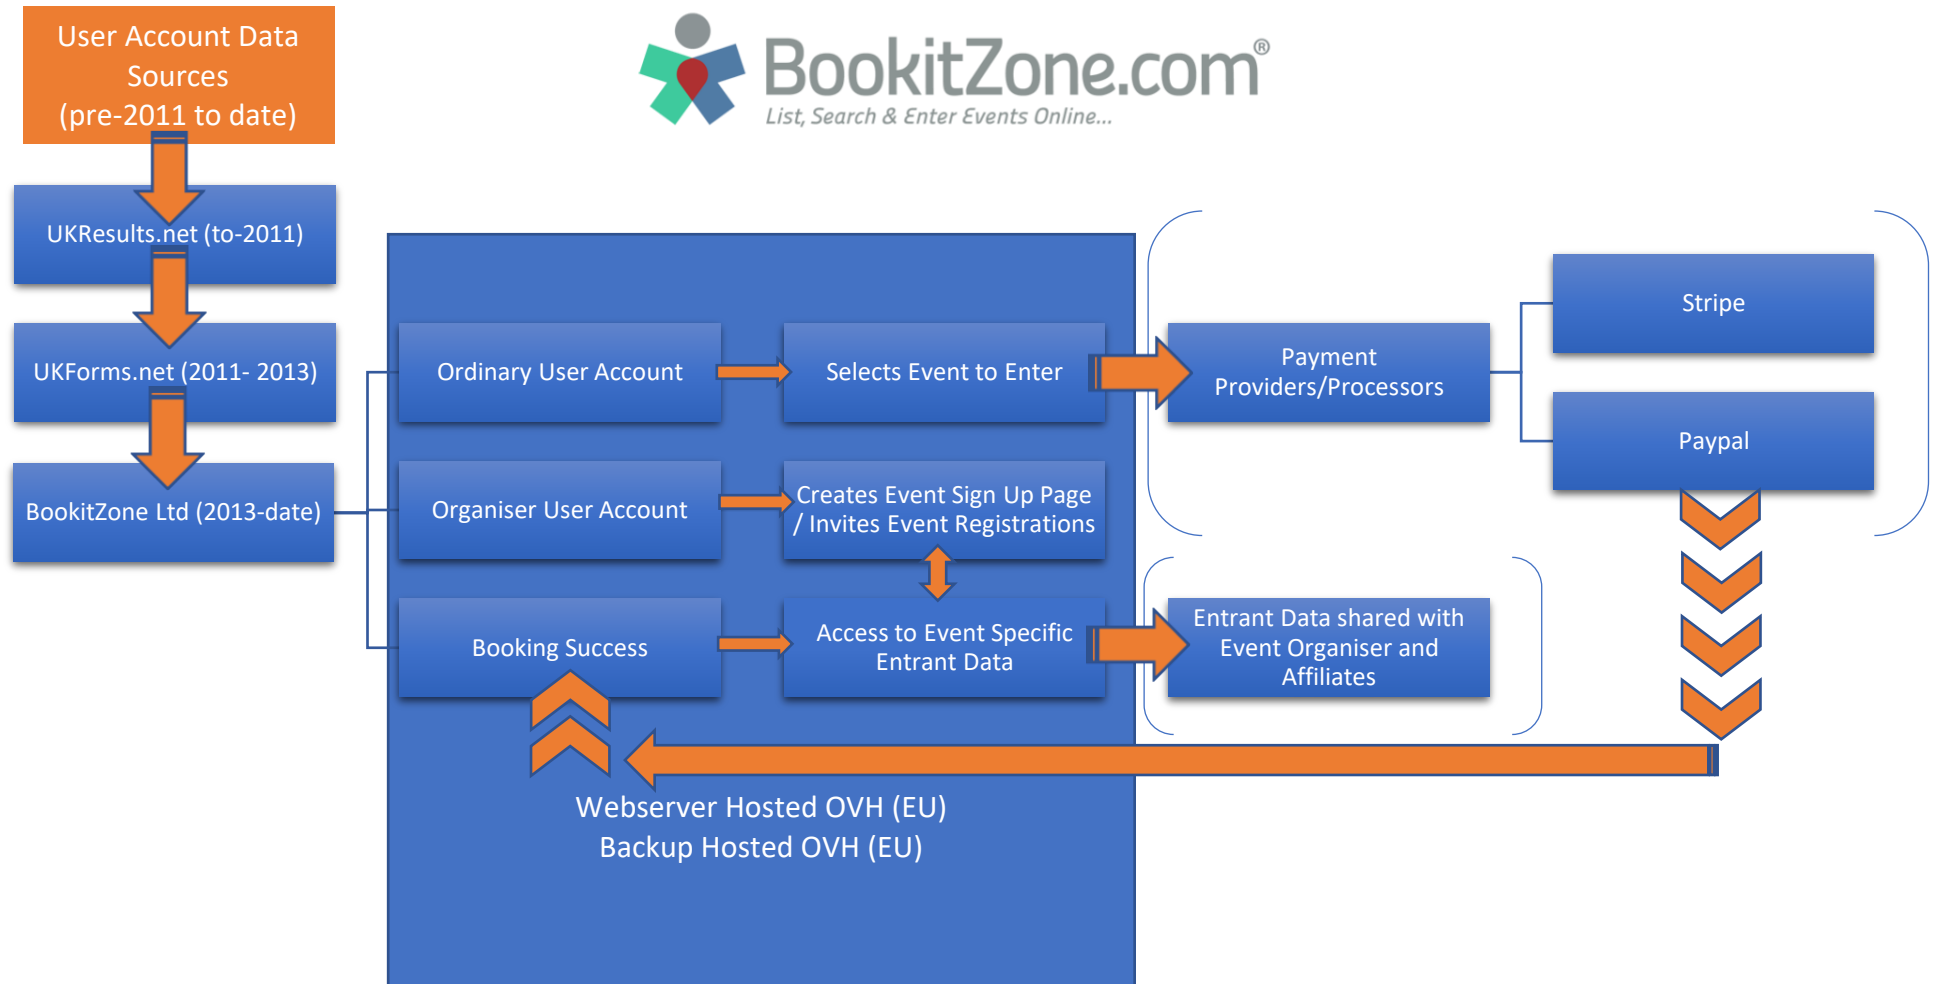 User Account Data
Sources
(pre-2011 to date)
BookitZone.com®
List, Search & Enter Events Online...
UKResults.net (to-2011)
UKForms.net (2011- 2013)
BookitZone Ltd (2013-date)
Ordinary User Account
Selects Event to Enter
Payment
Providers/Processors
Stripe
Paypal
Organiser User Account
Creates Event Sign Up Page
/ Invites Event Registrations
Booking Success
Access to Event Specific
Entrant Data
Entrant Data shared with
Event Organiser and
Affiliates
Webserver Hosted OVH (EU)
Backup Hosted OVH (EU)